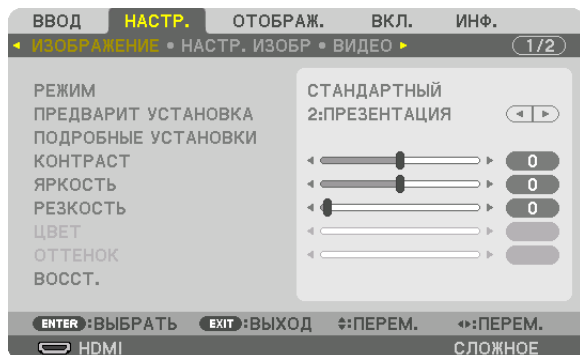 ВВОД НАСТР. ОТОБРАЖ. ВКЛ. ИНФ.
ИЗОБРАЖЕНИЕ • НАСТР. ИЗОБР • ВИДЕО 1/2
РЕЖИМ СТАНДАРТНЫЙ
ПРЕДВАРИТ УСТАНОВКА 2:ПРЕЗЕНТАЦИЯ
ПОДРОБНЫЕ УСТАНОВКИ
КОНТРАСТ 0
ЯРКОСТЬ 0
РЕЗКОСТЬ 0
ЦВЕТ
ОТТЕНОК
ВОССТ.
ENTER :ВЫБРАТЬ EXIT :ВЫХОД :ПЕРЕМ. :ПЕРЕМ.
HDMI СЛОЖНОЕ